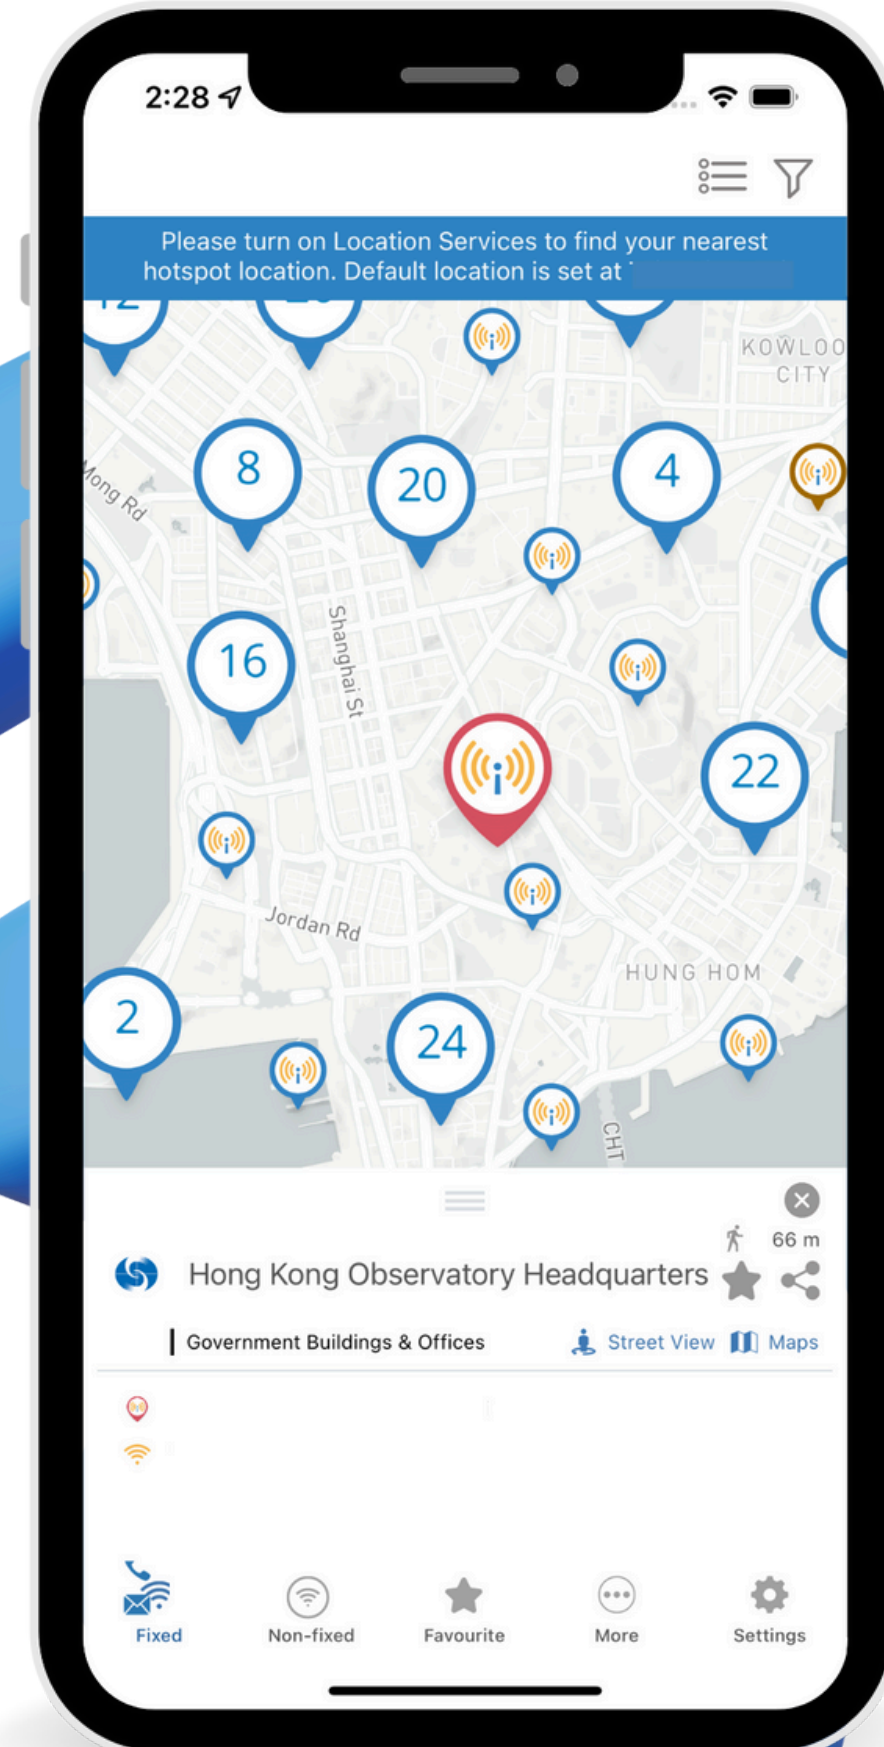 2:28
Please turn on Location Services to find your nearest
hotspot location. Default location is set at
KOWLOO
CITY
8
20
4
Mong Rd
Shanghai St
16
22
Jordan Rd
HUNG HOM
2
24
CHT
66 m
Hong Kong Observatory Headquarters
Government Buildings & Offices
Street View
Maps
Fixed
Non-fixed
Favourite
More
Settings